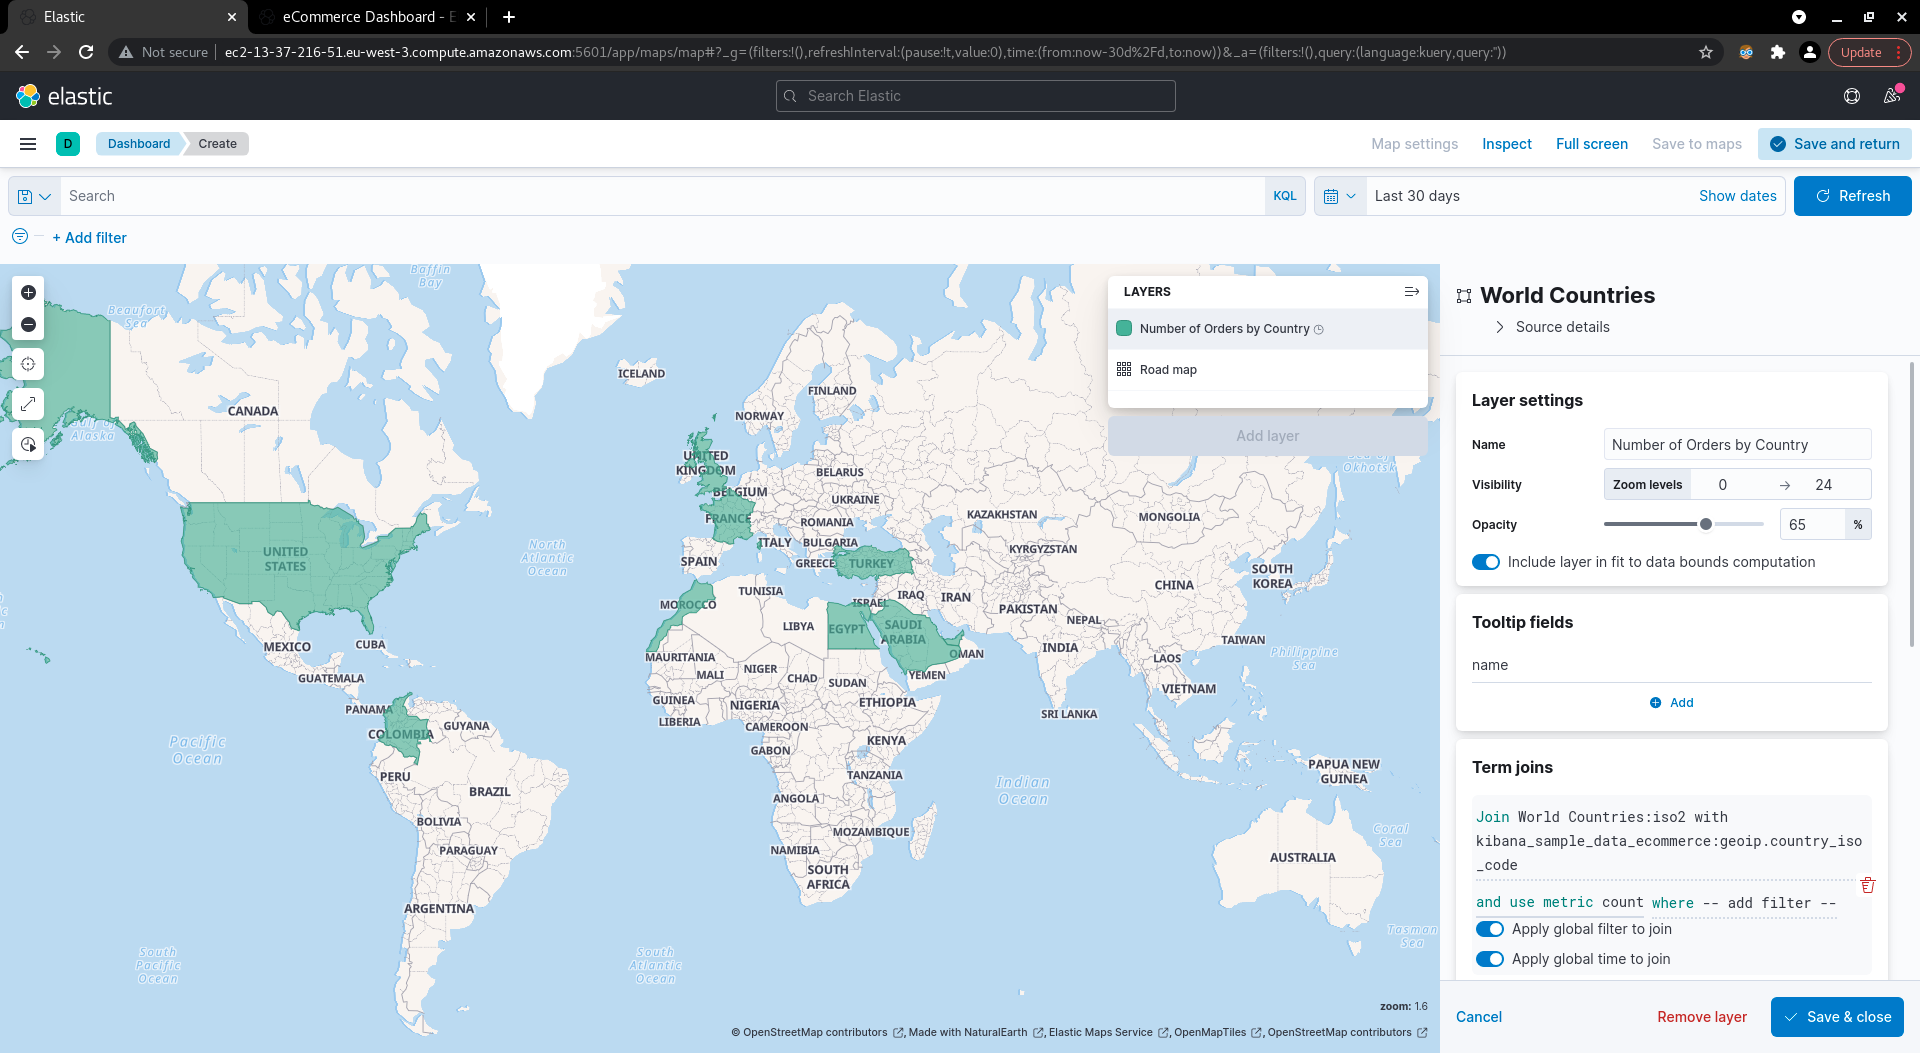 Elastic
eCommerce Dashboard - E
Not secure
ec2-13-37-216-51.eu-west-3.compute.amazonaws.com:5601/app/maps/map#?_g=(filters:!(),refreshInterval:(pause:!t,value:0),time:(from:now-30d%2Fd,to:now))&_a=(filters:!(),query:(language:kuery,query:''))
Update
elastic
Search Elastic
D
Dashboard
Create
Map settings
Inspect
Full screen
Save to maps
Save and return
Search
KQL
Last 30 days
Show dates
Refresh
+ Add filter
Baffin
Bay
Beaufort
Sea
ICELAND
FINLAND
NORWAY
CANADA
Gulf of
Alaska
UNITED
KINGDOM
BELARUS
BELGIUM
UKRAINE
FRANCE
ROMANIA
KAZAKHSTAN
MONGOLIA
Sea of
Okhotsk
ITALY
BULGARIA
UNITED
STATES
North
Atlantic
Ocean
SPAIN
GREECE
TURKEY
KYRGYZSTAN
SOUTH
KOREA
CHINA
TUNISIA
MOROCCO
ISRAEL
IRAQ
IRAN
PAKISTAN
LIBYA
EGYPT
SAUDI
ARABIA
NEPAL
TAIWAN
MEXICO
CUBA
MAURITANIA
OMAN
INDIA
LAOS
Philippine
Sea
GUATEMALA
MALI
NIGER
CHAD
SUDAN
YEMEN
VIETNAM
PANAMA
GUINEA
NIGERIA
ETHIOPIA
SRI LANKA
GUYANA
LIBERIA
CAMEROON
COLOMBIA
KENYA
GABON
Pacific
Ocean
PERU
TANZANIA
PAPUA NEW
GUINEA
BRAZIL
ANGOLA
Indian
Ocean
BOLIVIA
MOZAMBIQUE
Coral
Sea
PARAGUAY
NAMIBIA
AUSTRALIA
SOUTH
AFRICA
ARGENTINA
Tasman
Sea
South
Pacific
Ocean
South
Atlantic
Ocean
LAYERS
Number of Orders by Country
Road map
Add layer
zoom: 1.6
© OpenStreetMap contributors , Made with NaturalEarth , Elastic Maps Service , OpenMapTiles , OpenStreetMap contributors
World Countries
Source details
Layer settings
Name
Number of Orders by Country
Visibility
Zoom levels
0
→
24
Opacity
65
%
Include layer in fit to data bounds computation
Tooltip fields
name
Add
Term joins
Join World Countries:iso2 with
kibana_sample_data_ecommerce:geoip.country_iso
_code
and use metric count where -- add filter --
Apply global filter to join
Apply global time to join
Cancel
Remove layer
Save & close